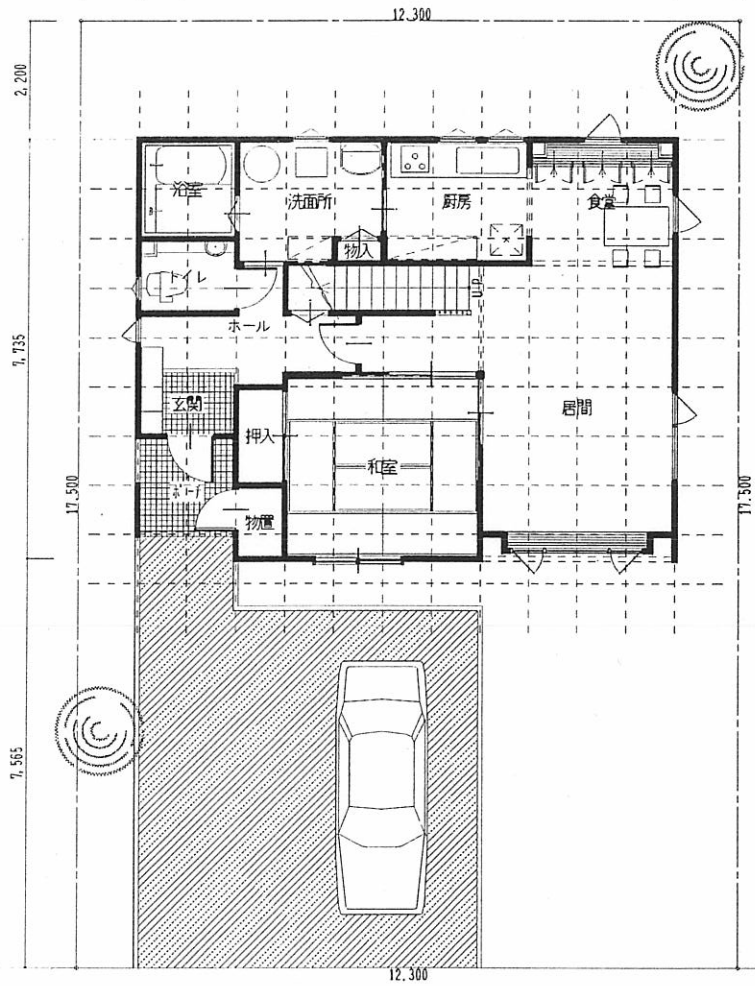 12.300
2,200
浴室
洗面所
厨房
食堂
物入
トイレ
UP
ホール
7,735
玄関
押入
和室
居間
ポーチ
物置
17.500
17.500
7,565
12.300